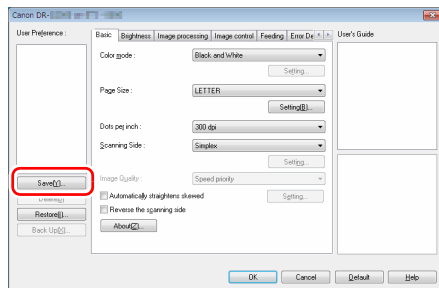 Canon DR-
User Preference :
Basic Brightness Image processing Image control Feeding Error De
User's Guide
Color mode : Black and White
Setting...
Page Size : LETTER
Setting(B)...
Dots per inch : 300 dpi
Scanning Side : Simplex
Setting...
Image Quality : Speed priority
Save(Y)...
Automatically straightens skewed Setting...
Reverse the scanning side
Restore(J)...
About(Z)...
Back Up(X)...
OK Cancel Default Help